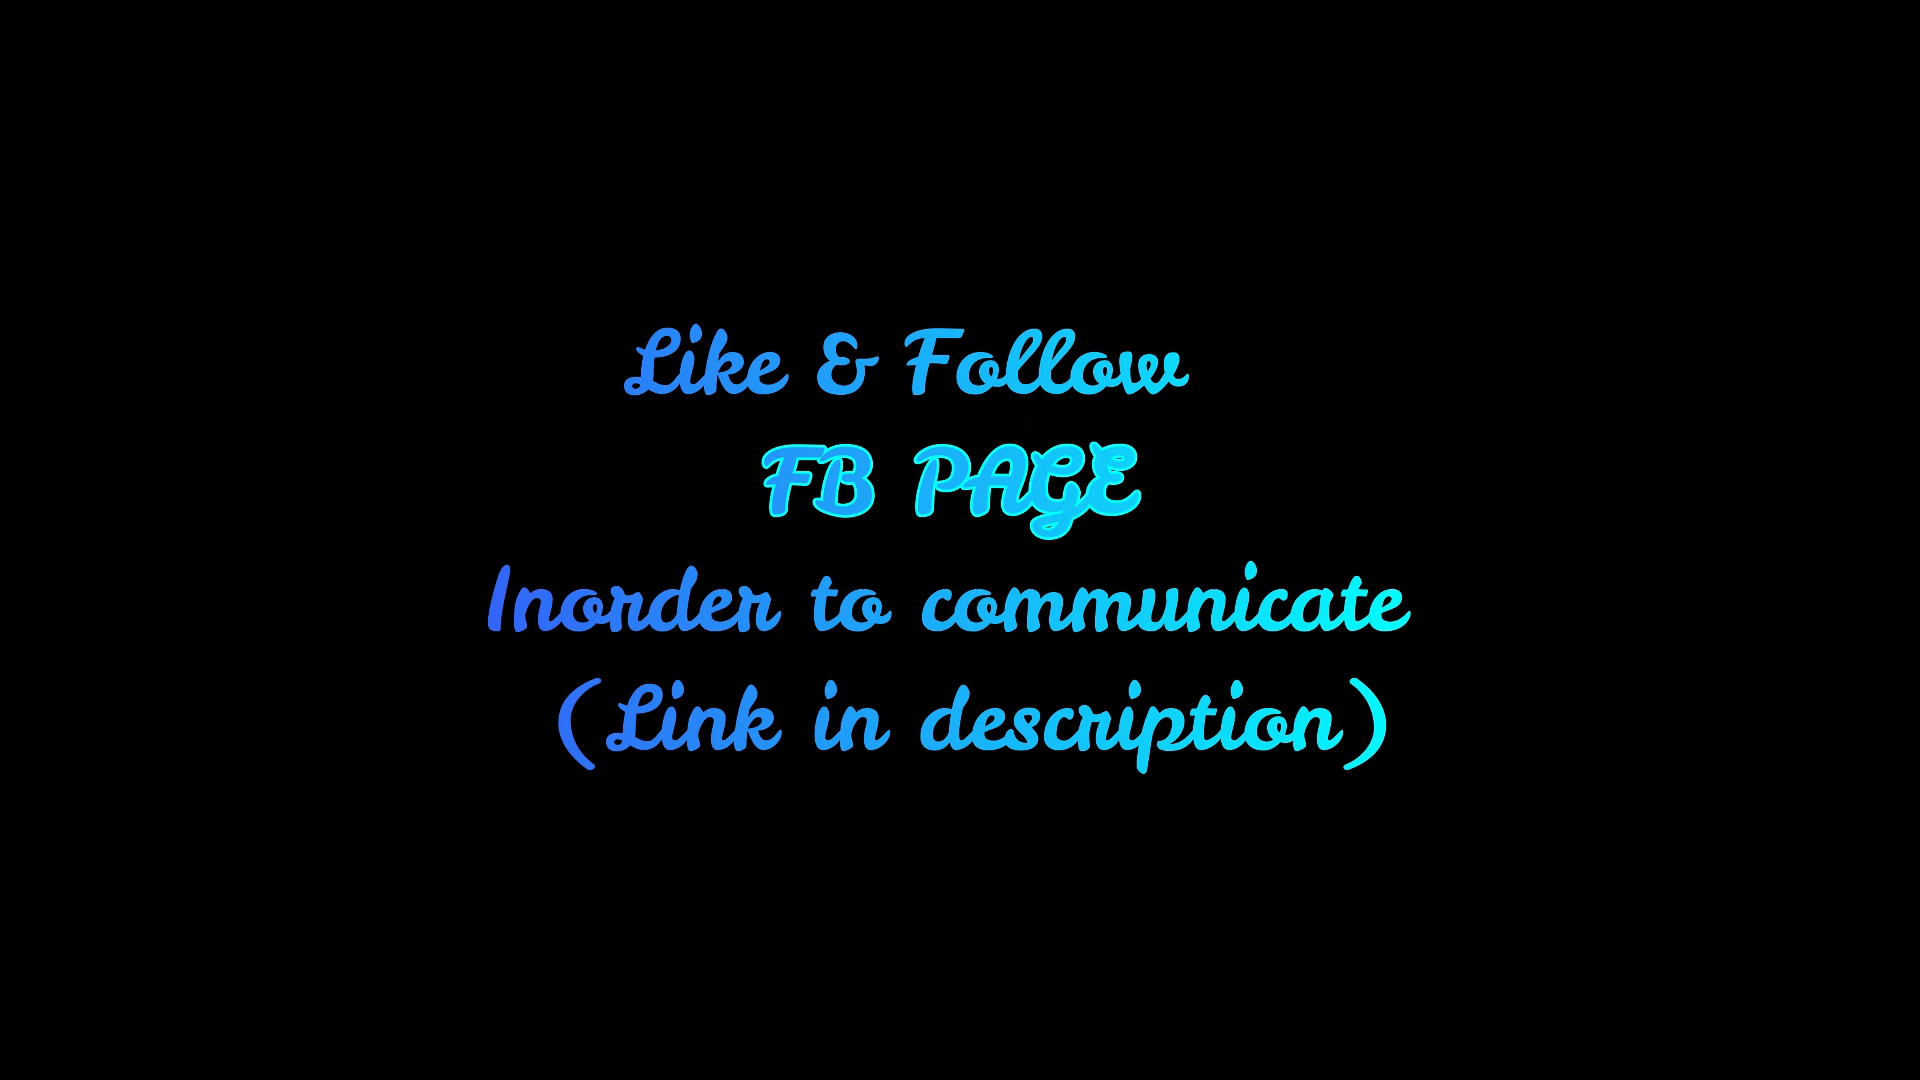 Like & Follow
FB PAGE
Inorder to communicate
(Link in description)